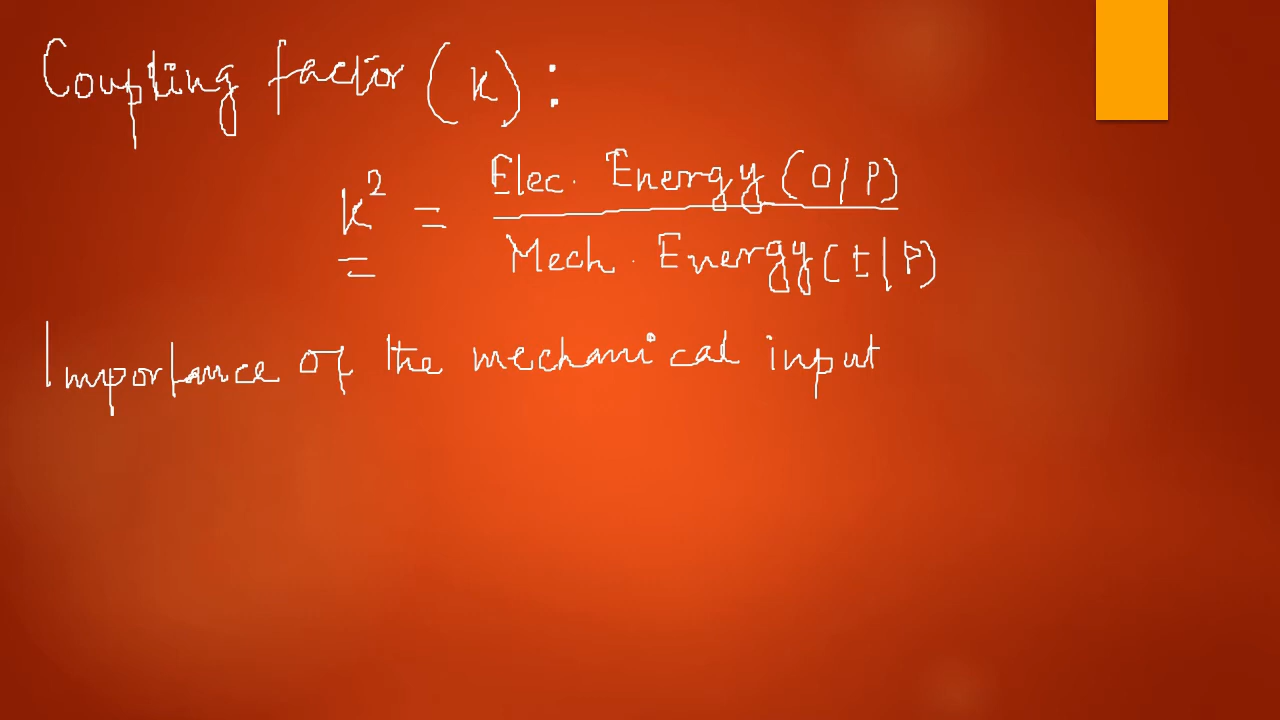 Coupling factor (k) :
k² = Elec. Energy (O/P)
Mech. Energy (I/P)
Importance of the mechanical input